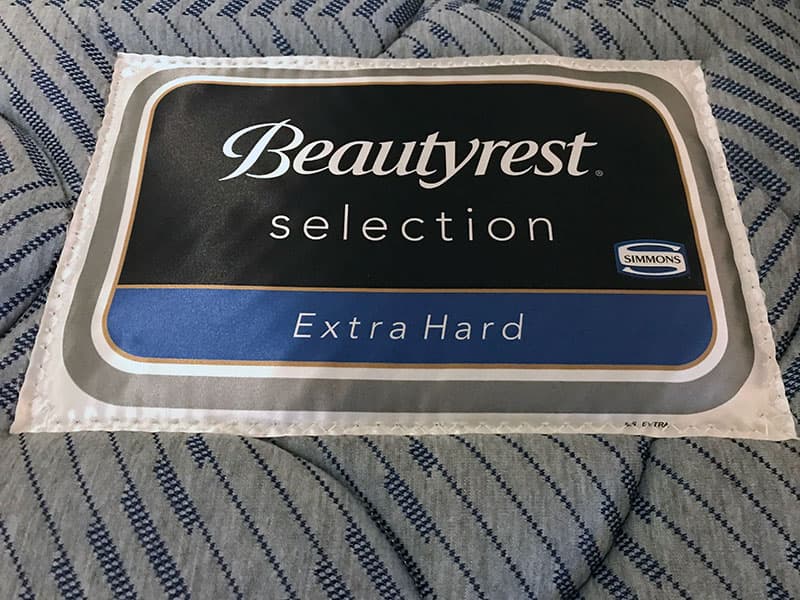 Beautyrest®
selection
SIMMONS
Extra Hard